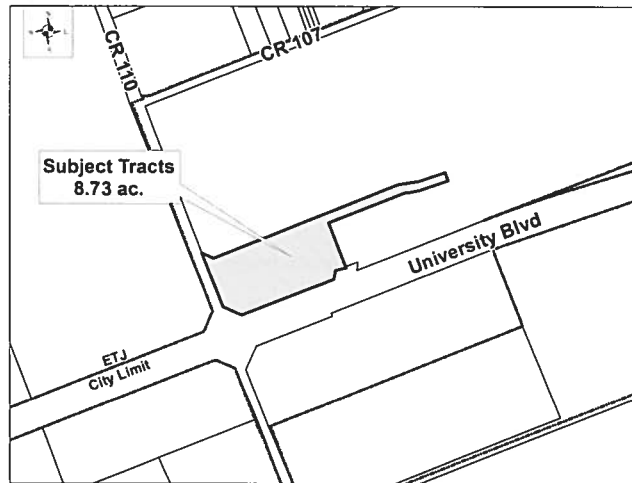 CR 110
CR 107
Subject Tracts
8.73 ac.
University Blvd
ETJ
City Limit